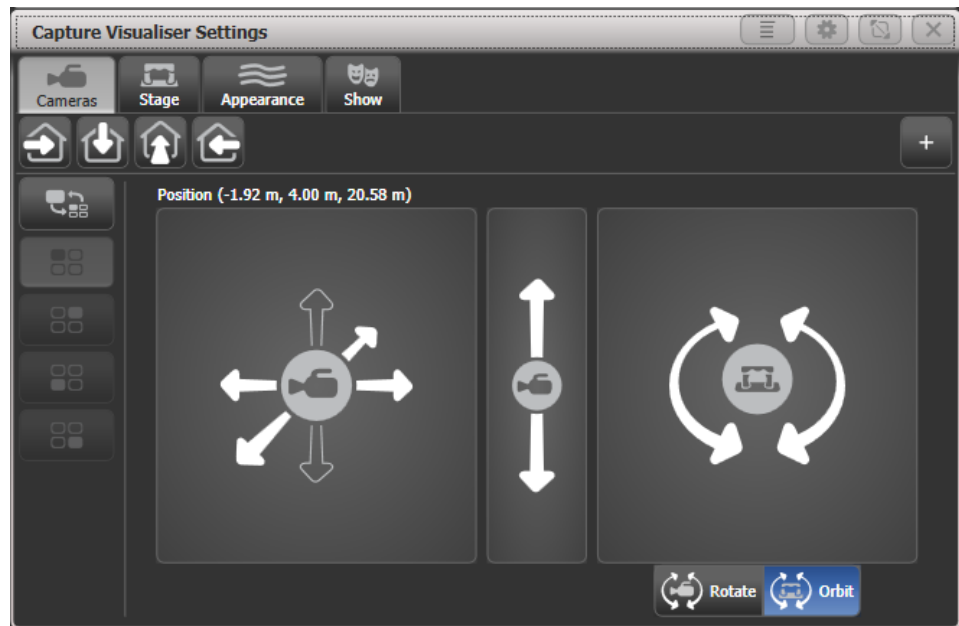 Capture Visualiser Settings
Cameras Stage Appearance Show
+
Position (-1.92 m, 4.00 m, 20.58 m)
Rotate Orbit